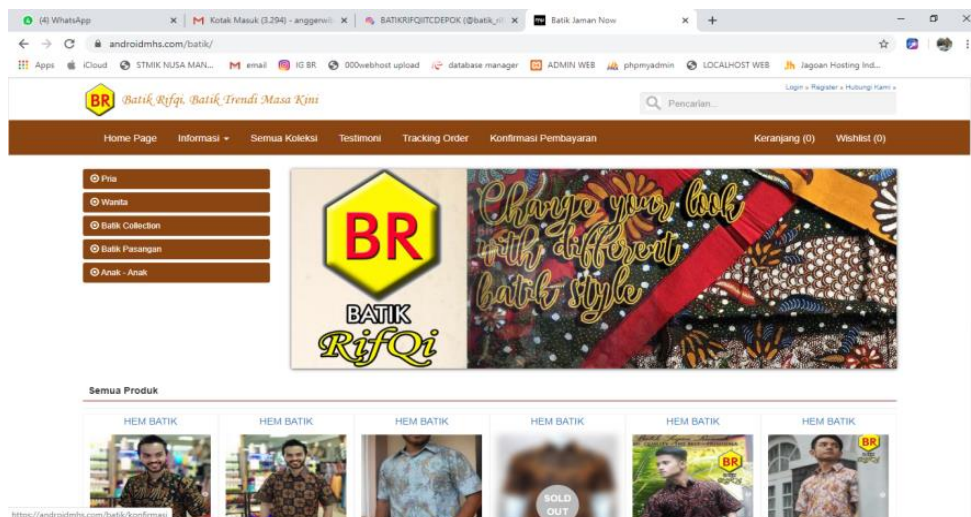 (4) WhatsApp
Kotak Masuk (3.294) - anggerwib
BATIKRIFQIITCDEPOK (@batik_rif
Batik Jaman Now
androidmhs.com/batik/
Apps
iCloud
STMIK NUSA MAN...
email
IG BR
000webhost upload
database manager
ADMIN WEB
phpmyadmin
LOCALHOST WEB
Jagoan Hosting Ind...
BR
Batik Rifqi, Batik Trendi Masa Kini
Pencarian...
Login » Register » Hubungi Kami »
Home Page
Informasi
Semua Koleksi
Testimoni
Tracking Order
Konfirmasi Pembayaran
Keranjang (0)
Wishlist (0)
Pria
Wanita
Batik Collection
Batik Pasangan
Anak - Anak
BR
BATIK
RifQi
Change your look
with different
batik style
Semua Produk
HEM BATIK
HEM BATIK
HEM BATIK
HEM BATIK
HEM BATIK
HEM BATIK
SOLD
OUT
BR
BR
https://androidmhs.com/batik/konfirmasi